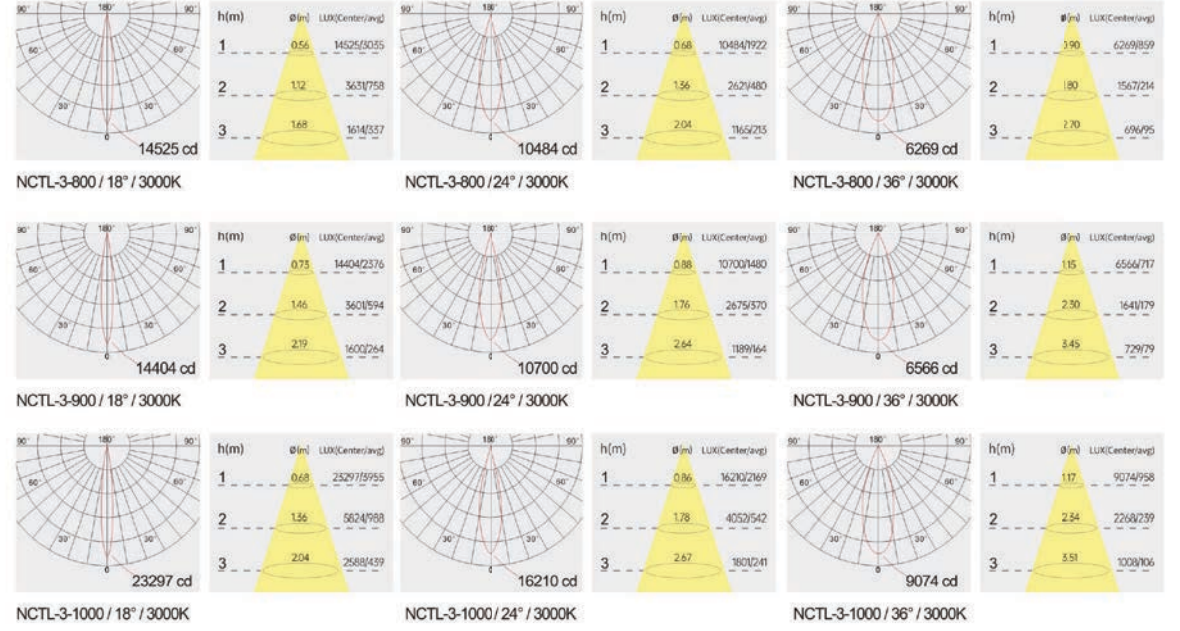 90° 180° 90°
60° 60°
30° 30°
0
14525 cd
h(m) Ø(m) LUX(Center/avg)
1 0.56 14525/3035
2 1.12 3631/758
3 1.68 1614/337
90° 180° 90°
60° 60°
30° 30°
0
10484 cd
h(m) Ø(m) LUX(Center/avg)
1 0.68 10484/1922
2 1.36 2621/480
3 2.04 1165/213
90° 180° 90°
60° 60°
30° 30°
0
6269 cd
h(m) Ø(m) LUX(Center/avg)
1 0.90 6269/859
2 1.80 1567/214
3 2.70 696/95
NCTL-3-800 / 18° / 3000K
NCTL-3-800 / 24° / 3000K
NCTL-3-800 / 36° / 3000K
90° 180° 90°
60° 60°
30° 30°
0
14404 cd
h(m) Ø(m) LUX(Center/avg)
1 0.73 14404/2376
2 1.46 3601/594
3 2.19 1600/264
90° 180° 90°
60° 60°
30° 30°
0
10700 cd
h(m) Ø(m) LUX(Center/avg)
1 0.88 10700/1480
2 1.76 2675/370
3 2.64 1189/164
90° 180° 90°
60° 60°
30° 30°
0
6566 cd
h(m) Ø(m) LUX(Center/avg)
1 1.15 6566/717
2 2.30 1641/179
3 3.45 729/79
NCTL-3-900 / 18° / 3000K
NCTL-3-900 / 24° / 3000K
NCTL-3-900 / 36° / 3000K
90° 180° 90°
60° 60°
30° 30°
0
23297 cd
h(m) Ø(m) LUX(Center/avg)
1 0.68 23297/3955
2 1.36 5824/988
3 2.04 2588/439
90° 180° 90°
60° 60°
30° 30°
0
16210 cd
h(m) Ø(m) LUX(Center/avg)
1 0.86 16210/2169
2 1.78 4052/542
3 2.67 1801/241
90° 180° 90°
60° 60°
30° 30°
0
9074 cd
h(m) Ø(m) LUX(Center/avg)
1 1.17 9074/958
2 2.34 2268/239
3 3.51 1008/106
NCTL-3-1000 / 18° / 3000K
NCTL-3-1000 / 24° / 3000K
NCTL-3-1000 / 36° / 3000K